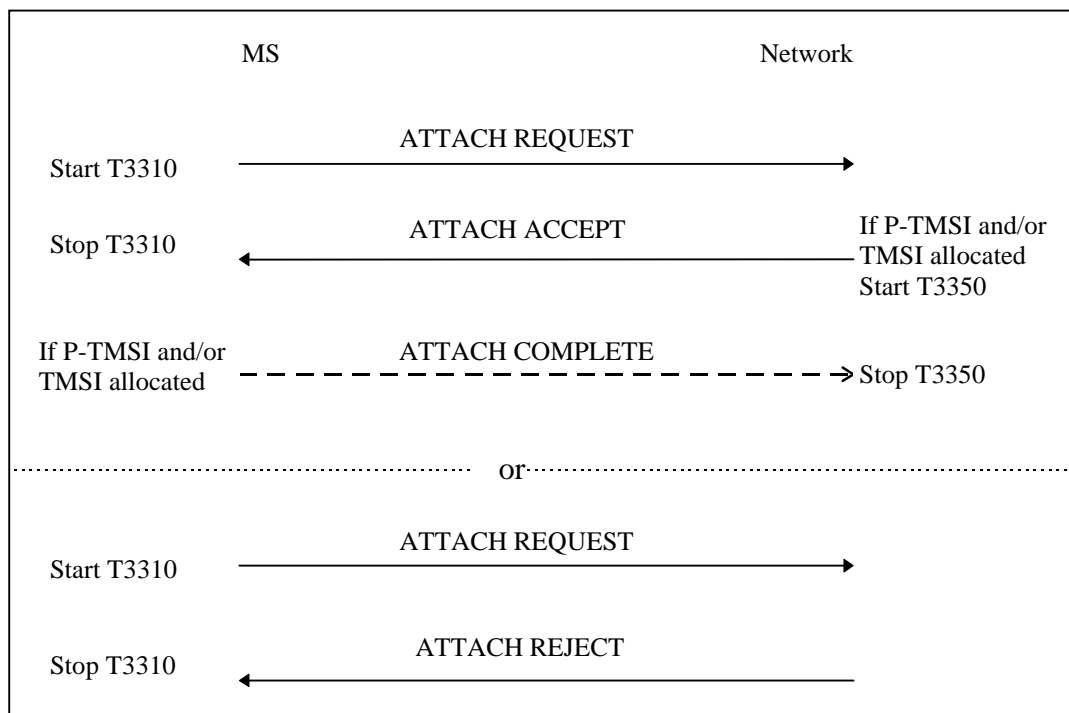 MS
Network
ATTACH REQUEST
Start T3310
ATTACH ACCEPT
Stop T3310
If P-TMSI and/or
TMSI allocated
Start T3350
If P-TMSI and/or
TMSI allocated
ATTACH COMPLETE
Stop T3350
or
ATTACH REQUEST
Start T3310
ATTACH REJECT
Stop T3310